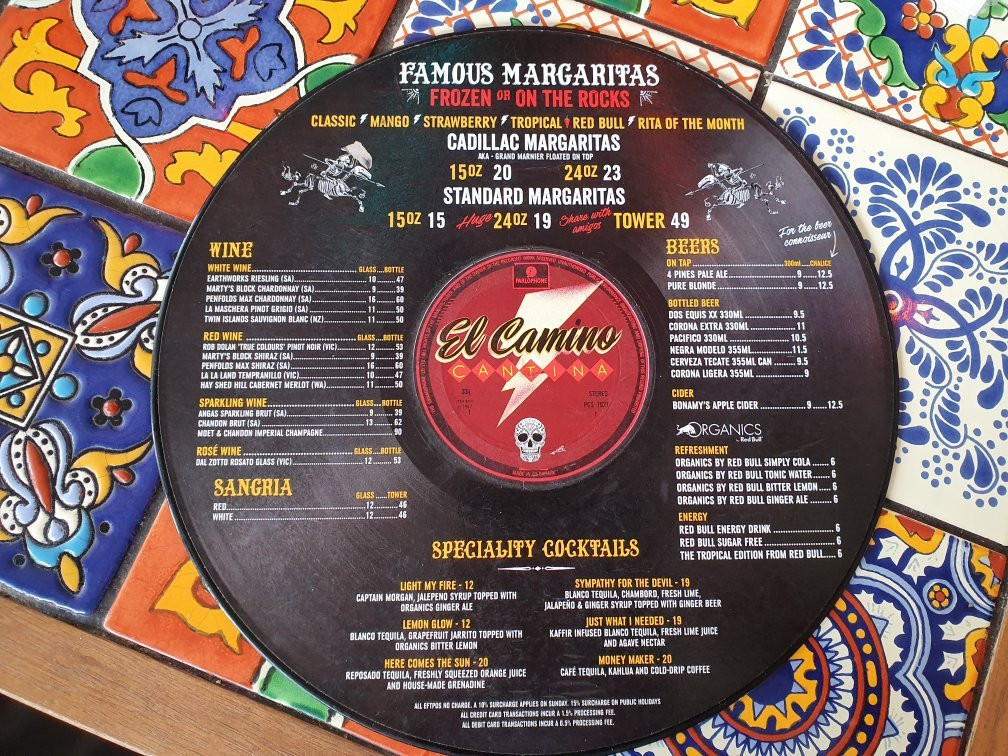 FAMOUS MARGARITAS
FROZEN OR ON THE ROCKS
CLASSIC MANGO STRAWBERRY TROPICAL RED BULL RITA OF THE MONTH
CADILLAC MARGARITAS
AKA - GRAND MARNIER FLOATED ON TOP
15OZ 20 24OZ 23
STANDARD MARGARITAS
15OZ 15 Huge 24OZ 19 Share with amigos TOWER 49
WINE
WHITE WINE GLASS....BOTTLE
EARTHWORKS RIESLING (SA) 10 47
MARTY'S BLOCK CHARDONNAY (SA) 9 39
PENFOLDS MAX CHARDONNAY (SA) 16 60
LA MASCHERA PINOT GRIGIO (SA) 11 50
TWIN ISLANDS SAUVIGNON BLANC (NZ) 11 50
RED WINE GLASS....BOTTLE
ROB DOLAN 'TRUE COLOURS' PINOT NOIR (VIC) 12 53
MARTY'S BLOCK SHIRAZ (SA) 9 39
PENFOLDS MAX SHIRAZ (SA) 16 60
LA LA LAND TEMPRANILLO (VIC) 10 47
HAY SHED HILL CABERNET MERLOT (WA) 11 50
SPARKLING WINE GLASS....BOTTLE
ANGAS SPARKLING BRUT (SA) 9 39
CHANDON BRUT (SA) 13 62
MOET & CHANDON IMPERIAL CHAMPAGNE 90
ROSÉ WINE GLASS....BOTTLE
DAL ZOTTO ROSATO GLASS (VIC) 12 53
SANGRIA
GLASS....TOWER
RED 12 46
WHITE 12 46
PARLOPHONE
El Camino
CANTINA
33⅓
STEREO
PCS 7027
1
For the beer connoisseur
BEERS
ON TAP 300ml....CHALICE
4 PINES PALE ALE 9 12.5
PURE BLONDE 9 12.5
BOTTLED BEER
DOS EQUIS XX 330ML 9.5
CORONA EXTRA 330ML 11
PACIFICO 330ML 10.5
NEGRA MODELO 355ML 11.5
CERVEZA TECATE 355ML CAN 9.5
CORONA LIGERA 355ML 9
CIDER
BONAMY'S APPLE CIDER 9 12.5
ORGANICS
by Red Bull
REFRESHMENT
ORGANICS BY RED BULL SIMPLY COLA 6
ORGANICS BY RED BULL TONIC WATER 6
ORGANICS BY RED BULL BITTER LEMON 6
ORGANICS BY RED BULL GINGER ALE 6
ENERGY
RED BULL ENERGY DRINK 6
RED BULL SUGAR FREE 6
THE TROPICAL EDITION FROM RED BULL 6
SPECIALITY COCKTAILS
LIGHT MY FIRE - 12
CAPTAIN MORGAN, JALEPENO SYRUP TOPPED WITH
ORGANICS GINGER ALE
LEMON GLOW - 12
BLANCO TEQUILA, GRAPEFRUIT JARRITO TOPPED WITH
ORGANICS BITTER LEMON
HERE COMES THE SUN - 20
REPOSADO TEQUILA, FRESHLY SQUEEZED ORANGE JUICE
AND HOUSE-MADE GRENADINE
SYMPATHY FOR THE DEVIL - 19
BLANCO TEQUILA, CHAMBORD, FRESH LIME,
JALAPEÑO & GINGER SYRUP TOPPED WITH GINGER BEER
JUST WHAT I NEEDED - 19
KAFFIR INFUSED BLANCO TEQUILA, FRESH LIME JUICE
AND AGAVE NECTAR
MONEY MAKER - 20
CAFÉ TEQUILA, KAHLUA AND COLD-DRIP COFFEE
ALL EFTPOS NO CHARGE. A 10% SURCHARGE APPLIES ON SUNDAY. 15% SURCHARGE ON PUBLIC HOLIDAYS
ALL CREDIT CARD TRANSACTIONS INCUR A 1.5% PROCESSING FEE.
ALL DEBIT CARD TRANSACTIONS INCUR A 0.5% PROCESSING FEE.